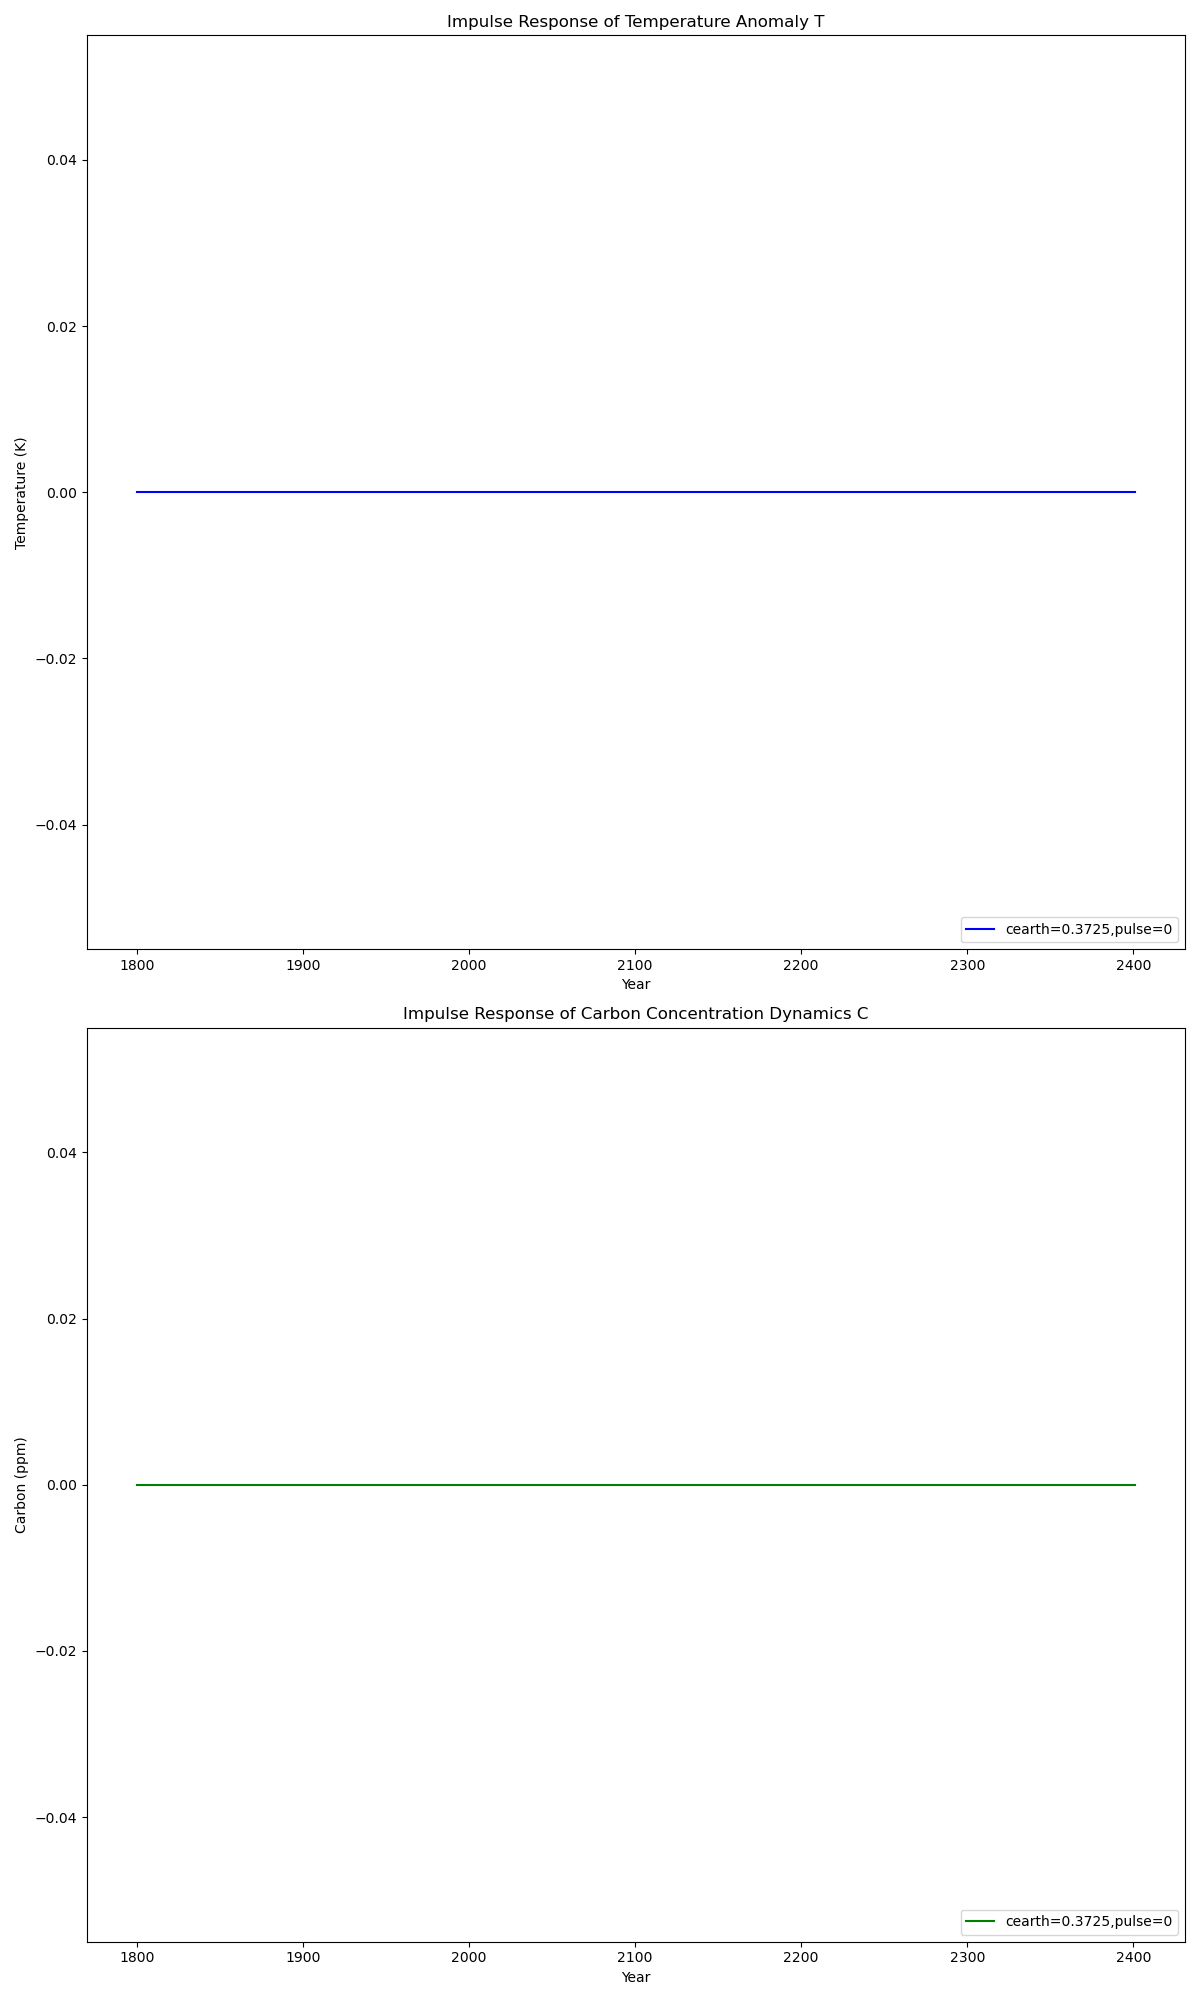 Impulse Response of Temperature Anomaly T
0.04
0.02
0.00
−0.02
−0.04
Temperature (K)
cearth=0.3725,pulse=0
1800 1900 2000 2100 2200 2300 2400
Year
Impulse Response of Carbon Concentration Dynamics C
0.04
0.02
0.00
−0.02
−0.04
Carbon (ppm)
cearth=0.3725,pulse=0
1800 1900 2000 2100 2200 2300 2400
Year